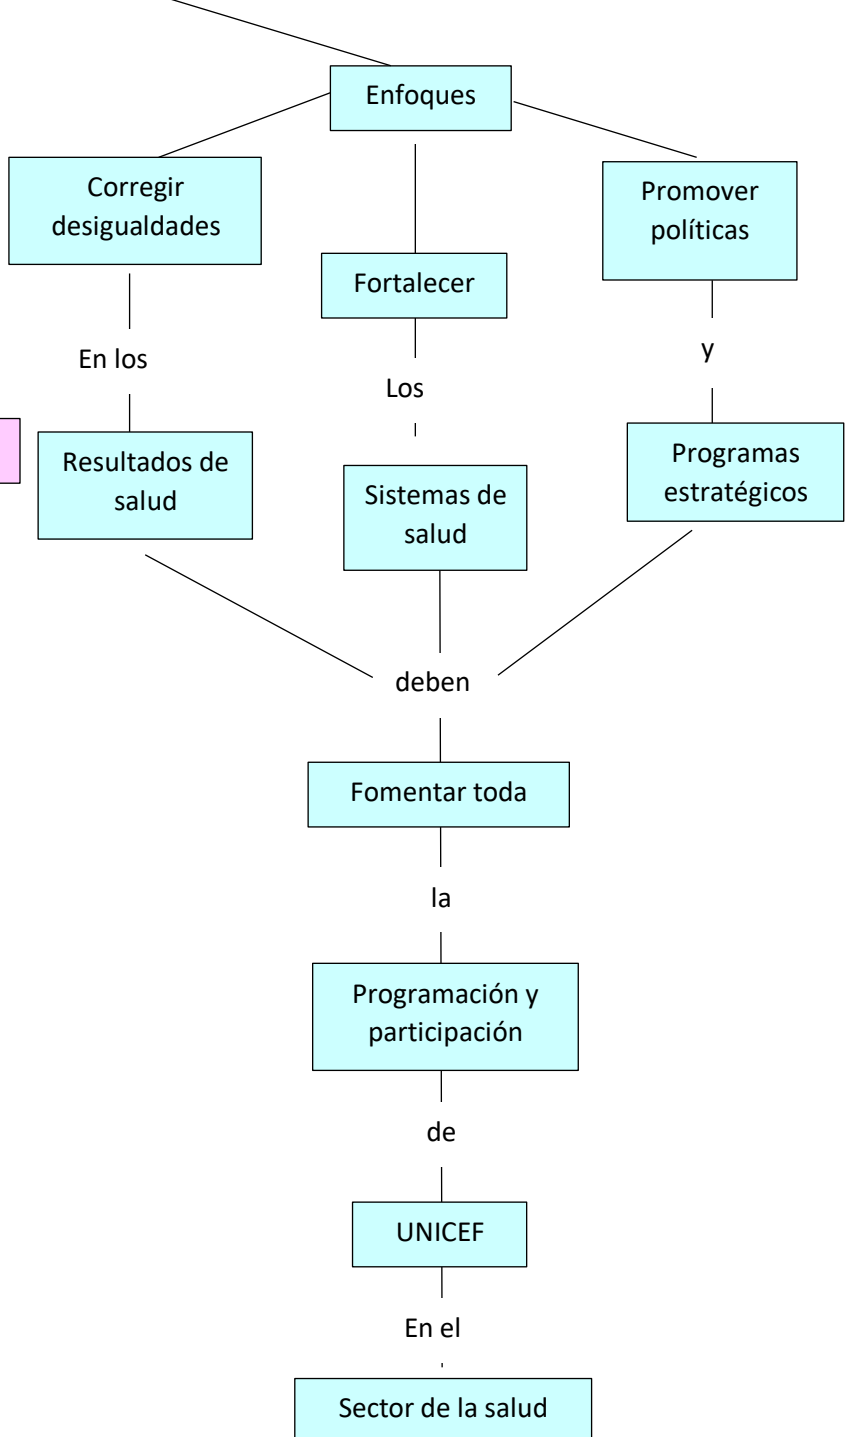 Enfoques
Corregir
desigualdades
Promover
políticas
Fortalecer
En los
y
Los
Resultados de
salud
Programas
estratégicos
Sistemas de
salud
deben
Fomentar toda
la
Programación y
participación
de
UNICEF
En el
Sector de la salud